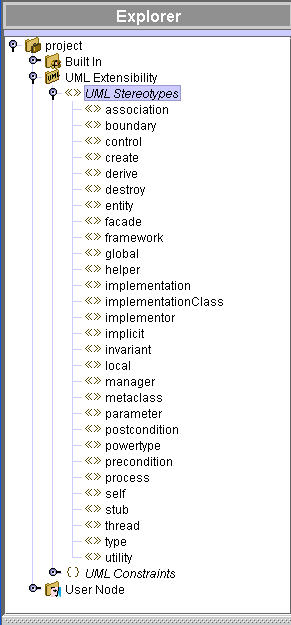 Explorer
project
Built In
UML Extensibility
<> UML Stereotypes
<> association
<> boundary
<> control
<> create
<> derive
<> destroy
<> entity
<> facade
<> framework
<> global
<> helper
<> implementation
<> implementationClass
<> implementor
<> implicit
<> invariant
<> local
<> manager
<> metaclass
<> parameter
<> postcondition
<> powertype
<> precondition
<> process
<> self
<> stub
<> thread
<> type
<> utility
{} UML Constraints
User Node